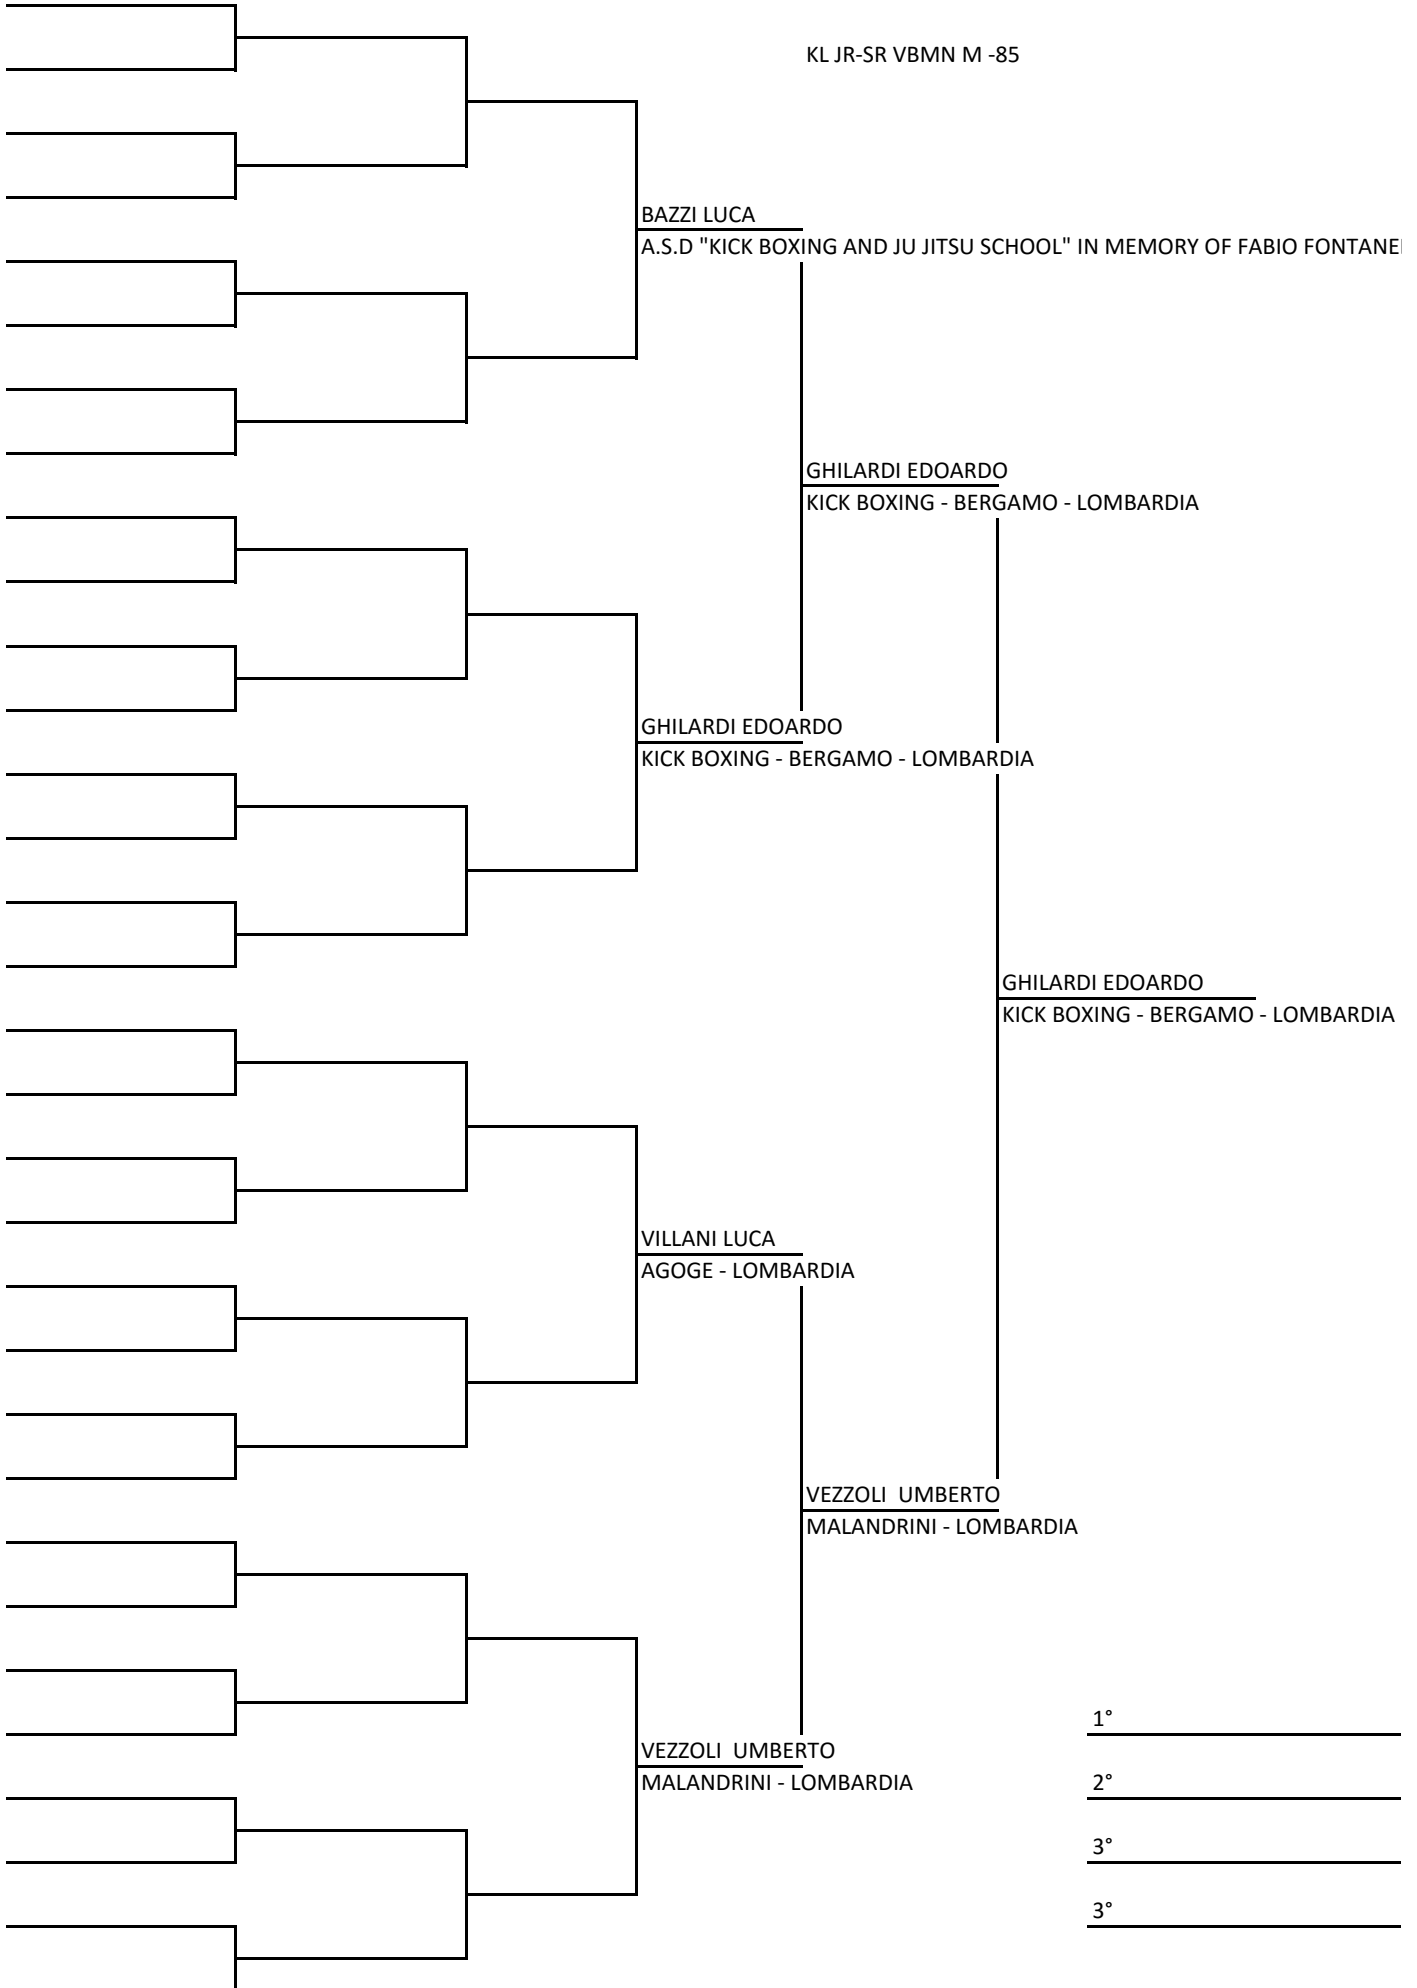 KL JR-SR VBMN M -85
BAZZI LUCA
A.S.D "KICK BOXING AND JU JITSU SCHOOL" IN MEMORY OF FABIO
GHILARDI EDOARDO
KICK BOXING - BERGAMO - LOMBARDIA
GHILARDI EDOARDO
KICK BOXING - BERGAMO - LOMBARDIA
GHILARDI EDOARDO
KICK BOXING - BERGAMO - LOMBARDIA
VILLANI LUCA
AGOGE - LOMBARDIA
VEZZOLI  UMBERTO
MALANDRINI - LOMBARDIA
1°
VEZZOLI  UMBERTO
MALANDRINI - LOMBARDIA
2°
3°
3°